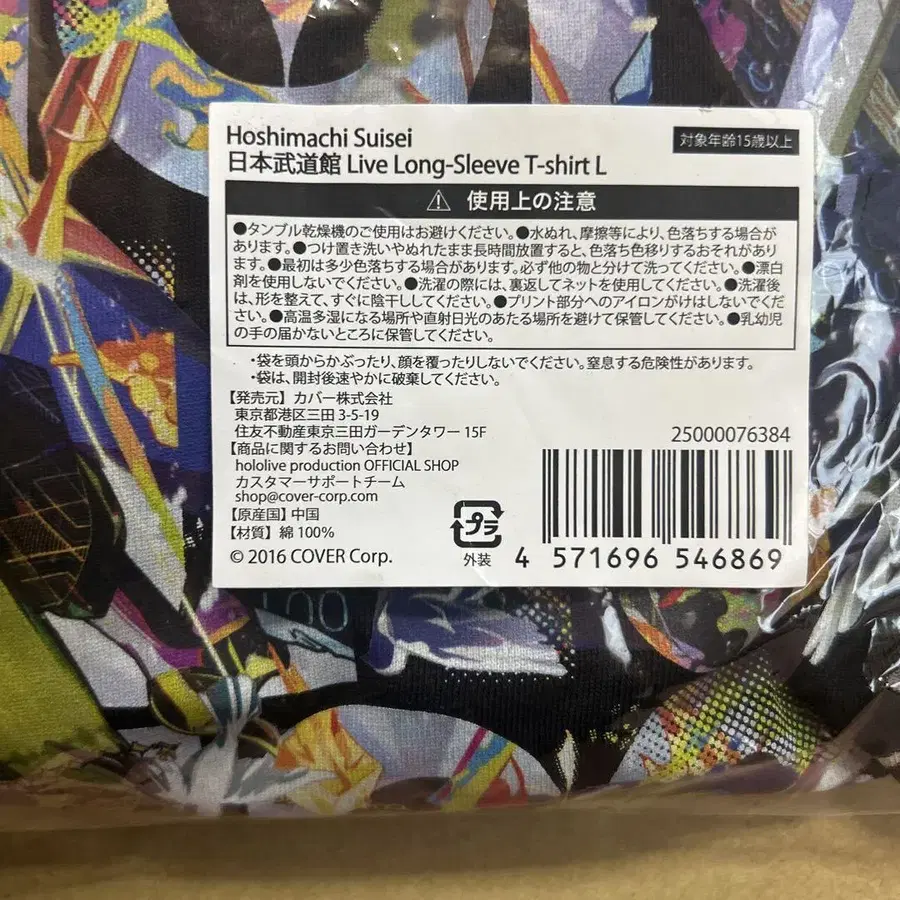 Hoshimachi Suisei
対象年齢15歳以上
日本武道館 Live Long-Sleeve T-shirt L
⚠ 使用上の注意
●タンブル乾燥機のご使用はお避けください。●水ぬれ、摩擦等により、色落ちする場合が
あります。●つけ置き洗いやぬれたまま長時間放置すると、色落ち色移りするおそれがあり
ます。●最初は多少色落ちする場合があります。必ず他の物と分けて洗ってください。●漂白
剤を使用しないでください。●洗濯の際には、裏返してネットを使用してください。●洗濯後
は、形を整えて、すぐに陰干ししてください。●プリント部分へのアイロンがけはしないでくだ
さい。●高温多湿になる場所や直射日光のあたる場所を避けて保管してください。●乳幼児
の手の届かないところに保管してください。
・袋を頭からかぶったり、顔を覆ったりしないでください。窒息する危険性があります。
・袋は、開封後速やかに破棄してください。
【発売元】カバー株式会社
東京都港区三田 3-5-19
住友不動産東京三田ガーデンタワー 15F
25000076384
【商品に関するお問い合わせ】
hololive production OFFICIAL SHOP
カスタマーサポートチーム
shop@cover-corp.com
【原産国】中国
【材質】綿 100%
プラ
外装
4 571696 546869
© 2016 COVER Corp.
00